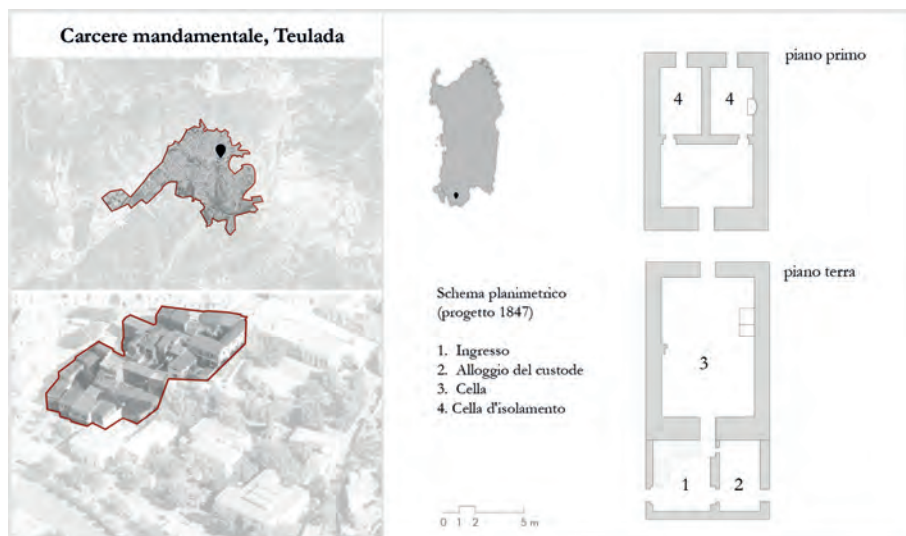 Carcere mandamentale, Teulada
piano primo
4 4
piano terra
3
1 2
Schema planimetrico
(progetto 1847)
1. Ingresso
2. Alloggio del custode
3. Cella
4. Cella d'isolamento
0 1 2 5 m